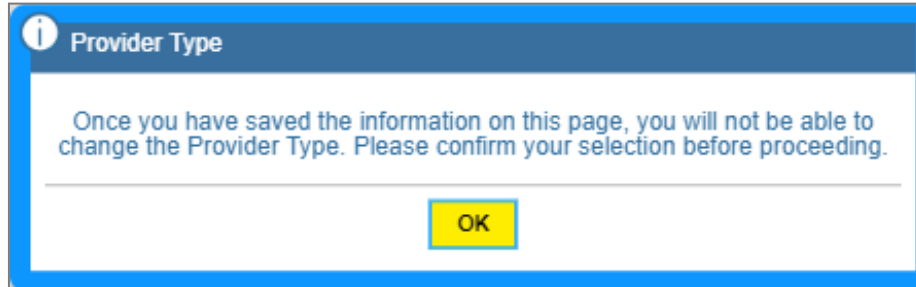 Provider Type
Once you have saved the information on this page, you will not be able to
change the Provider Type. Please confirm your selection before proceeding.
OK